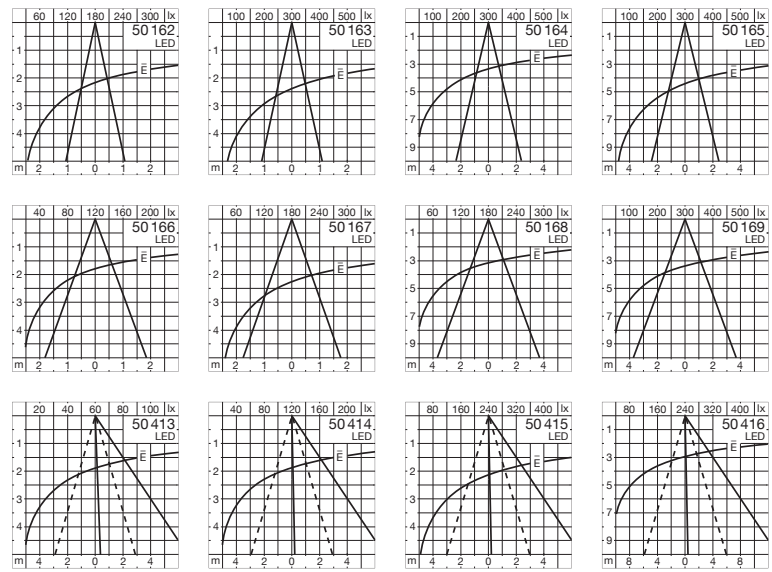 60 120 180 240 300 lx
50 162
LED
1
2
3
4
Ē
m 2 1 0 1 2
100 200 300 400 500 lx
50 163
LED
1
2
3
4
Ē
m 2 1 0 1 2
100 200 300 400 500 lx
50 164
LED
1
3
5
7
9
Ē
m 4 2 0 2 4
100 200 300 400 500 lx
50 165
LED
1
3
5
7
9
Ē
m 4 2 0 2 4
40 80 120 160 200 lx
50 166
LED
1
2
3
4
Ē
m 2 1 0 1 2
60 120 180 240 300 lx
50 167
LED
1
2
3
4
Ē
m 2 1 0 1 2
60 120 180 240 300 lx
50 168
LED
1
3
5
7
9
Ē
m 4 2 0 2 4
100 200 300 400 500 lx
50 169
LED
1
3
5
7
9
Ē
m 4 2 0 2 4
20 40 60 80 100 lx
50 413
LED
1
2
3
4
Ē
m 4 2 0 2 4
40 80 120 160 200 lx
50 414
LED
1
2
3
4
Ē
m 4 2 0 2 4
80 160 240 320 400 lx
50 415
LED
1
2
3
4
Ē
m 4 2 0 2 4
80 160 240 320 400 lx
50 416
LED
1
3
5
7
9
Ē
m 8 4 0 4 8